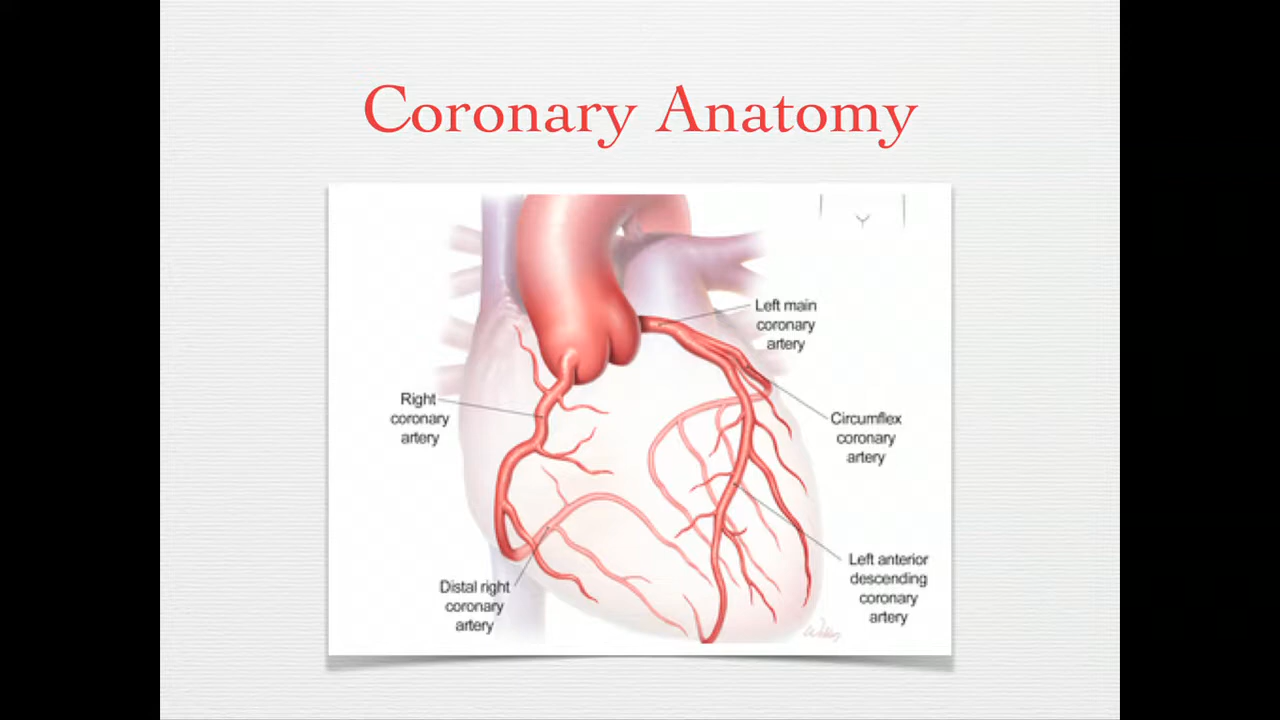 Coronary Anatomy
Left main
coronary
artery
Right
coronary
artery
Circumflex
coronary
artery
Left anterior
descending
coronary
artery
Distal right
coronary
artery